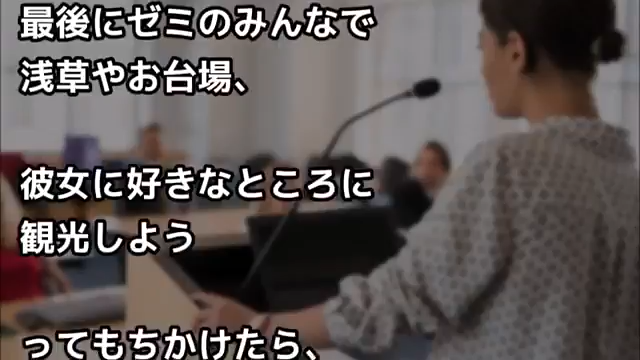 最後にゼミのみんなで
浅草やお台場、
彼女に好きなところに
観光しよう
ってもちかけたら、